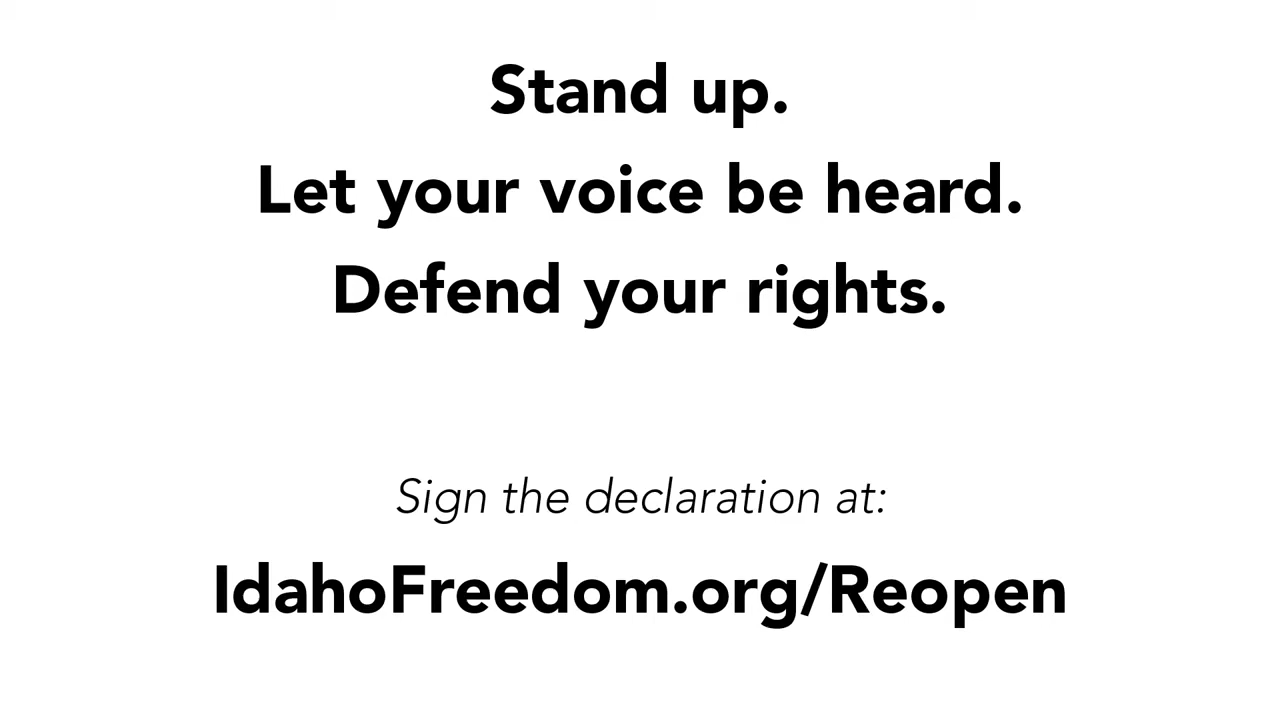 Stand up.
Let your voice be heard.
Defend your rights.
Sign the declaration at:
IdahoFreedom.org/Reopen